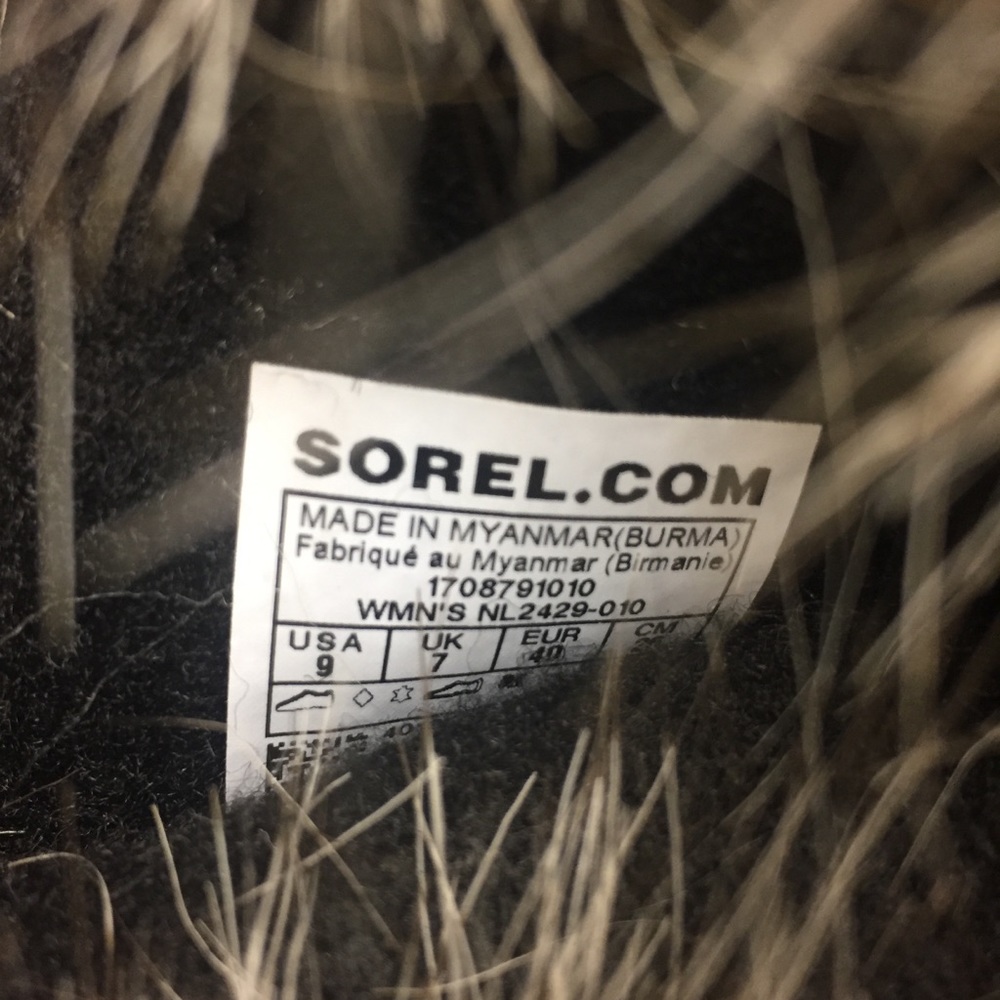 SOREL.COM
MADE IN MYANMAR(BURMA)
Fabriqué au Myanmar (Birmanie)
1708791010
WMN'S NL2429-010
USA UK EUR CM
9 7 40
40